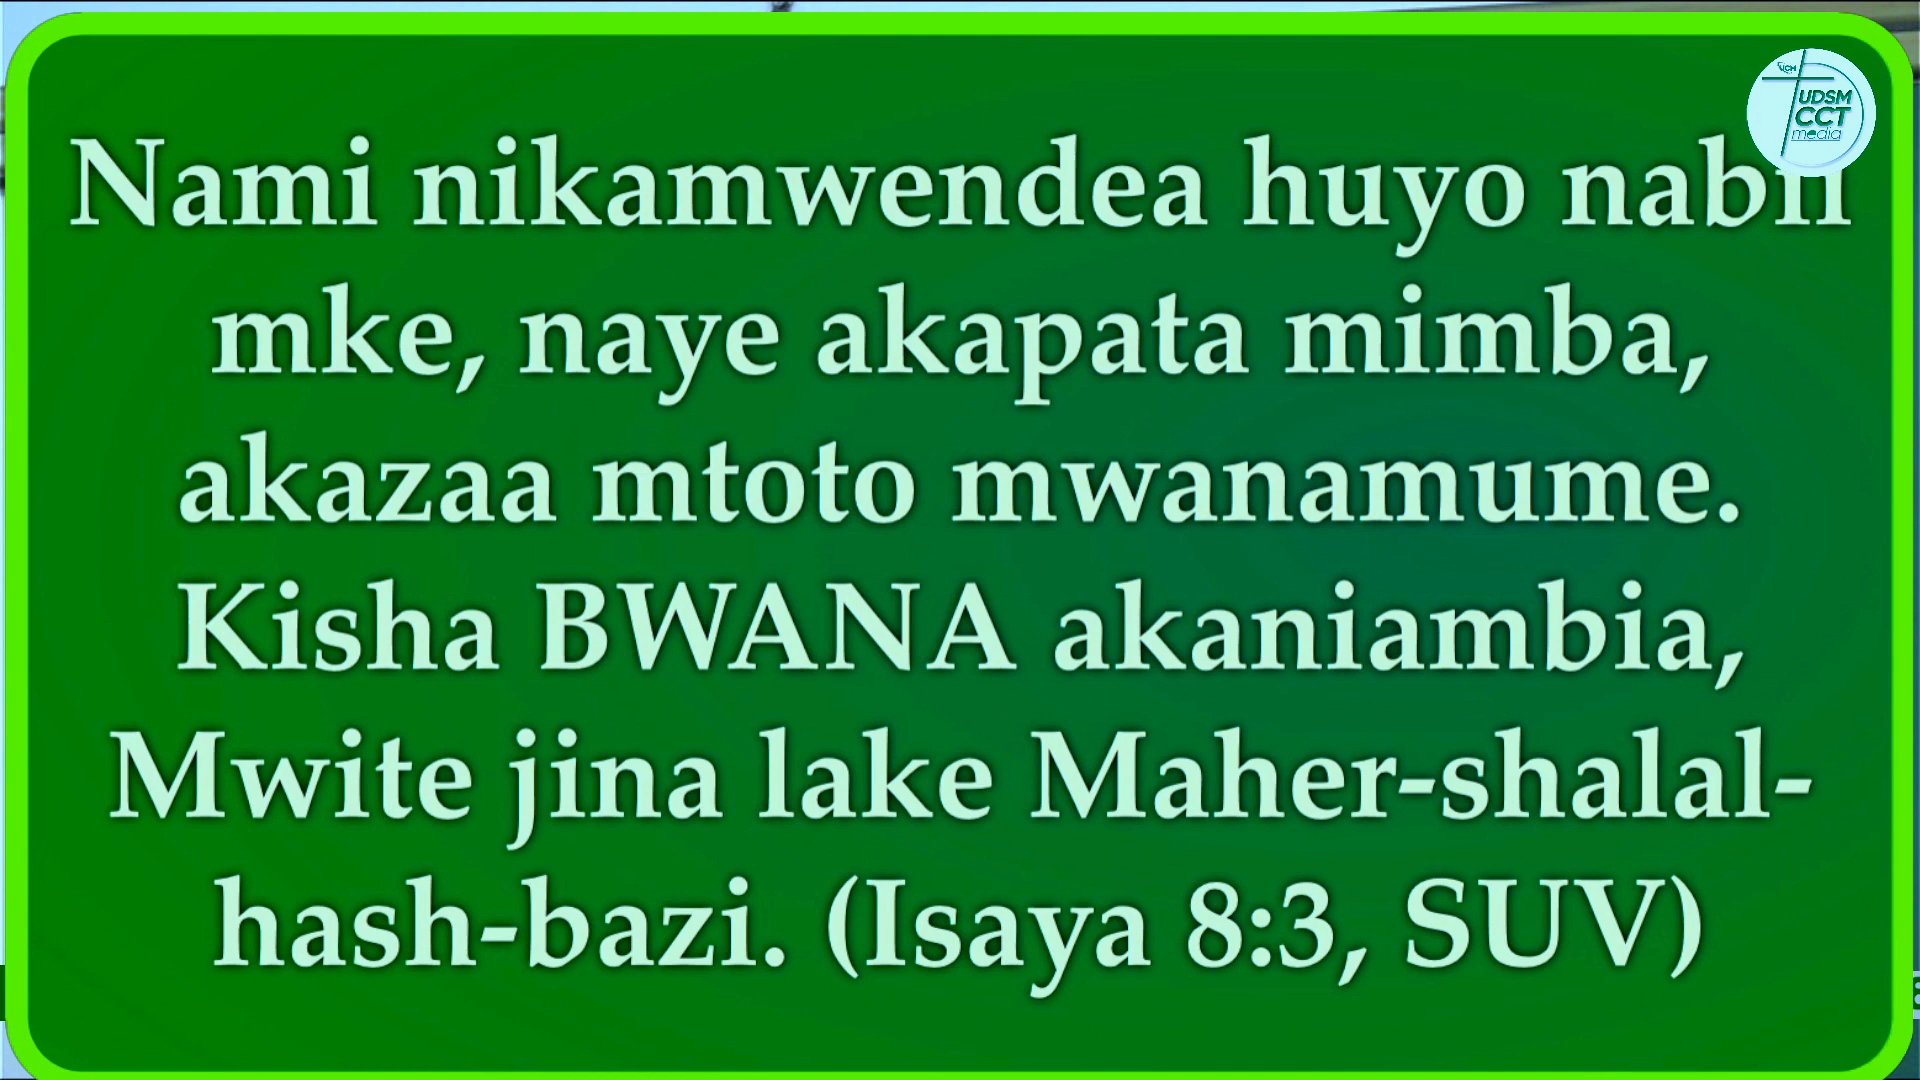 UCM
UDSM
CCT
media
Nami nikamwendea huyo nabii
mke, naye akapata mimba,
akazaa mtoto mwanamume.
Kisha BWANA akaniambia,
Mwite jina lake Maher-shalal-
hash-bazi. (Isaya 8:3, SUV)